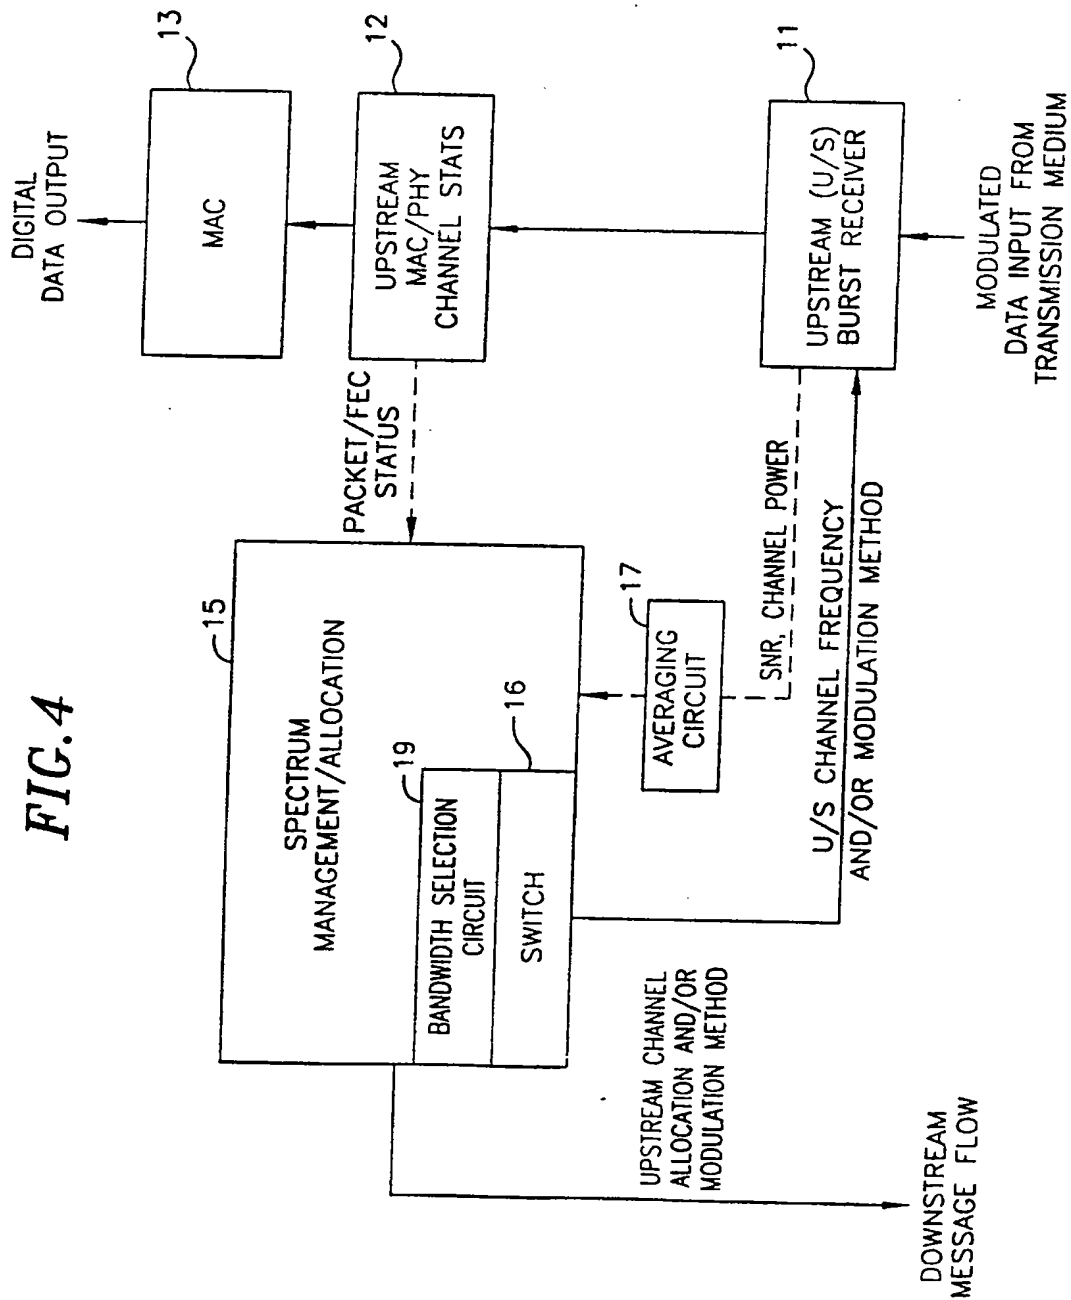 FIG. 4
DIGITAL
DATA OUTPUT
13
MAC
12
UPSTREAM
MAC/PHY
CHANNEL STATS
11
UPSTREAM (U/S)
BURST RECEIVER
MODULATED
DATA INPUT FROM
TRANSMISSION MEDIUM
PACKET/FEC
STATUS
15
SPECTRUM
MANAGEMENT/ALLOCATION
19
BANDWIDTH SELECTION
CIRCUIT
16
SWITCH
17
AVERAGING
CIRCUIT
SNR, CHANNEL POWER
U/S CHANNEL FREQUENCY
AND/OR MODULATION METHOD
UPSTREAM CHANNEL
ALLOCATION AND/OR
MODULATION METHOD
DOWNSTREAM
MESSAGE FLOW